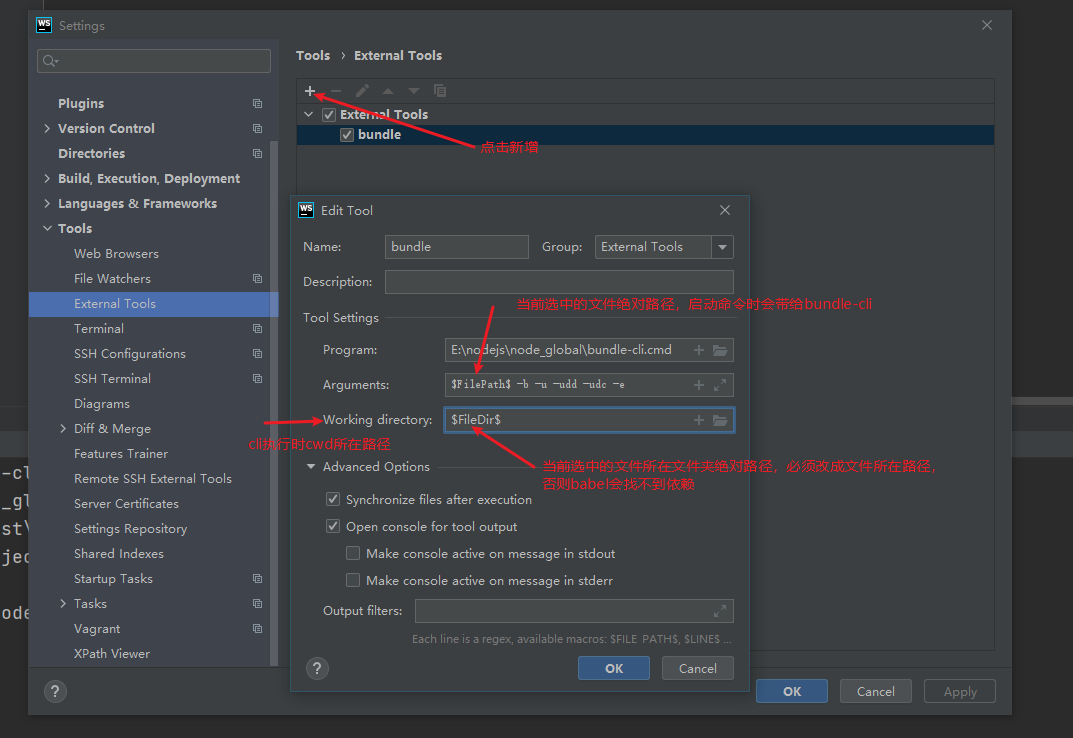 WS Settings
Plugins
Version Control
Directories
Build, Execution, Deployment
Languages & Frameworks
Tools
Web Browsers
File Watchers
External Tools
Terminal
SSH Configurations
SSH Terminal
Diagrams
Diff & Merge
Features Trainer
Remote SSH External Tools
Server Certificates
Settings Repository
Shared Indexes
Startup Tasks
Tasks
Vagrant
XPath Viewer
?
Tools › External Tools
External Tools
bundle
点击新增
WS Edit Tool
Name: bundle Group: External Tools
Description:
当前选中的文件绝对路径，启动命令时会带给bundle-cli
Tool Settings
Program: E:\nodejs\node_global\bundle-cli.cmd
Arguments: $FilePath$ -b -u -udd -udc -e
Working directory: $FileDir$
cli执行时cwd所在路径
当前选中的文件所在文件夹绝对路径，必须改成文件所在路径，
否则babel会找不到依赖
Advanced Options
Synchronize files after execution
Open console for tool output
Make console active on message in stdout
Make console active on message in stderr
Output filters:
Each line is a regex, available macros: $FILE_PATH$, $LINE$ ...
? OK Cancel
OK Cancel Apply
-cl
_gl
st\
jec
ode